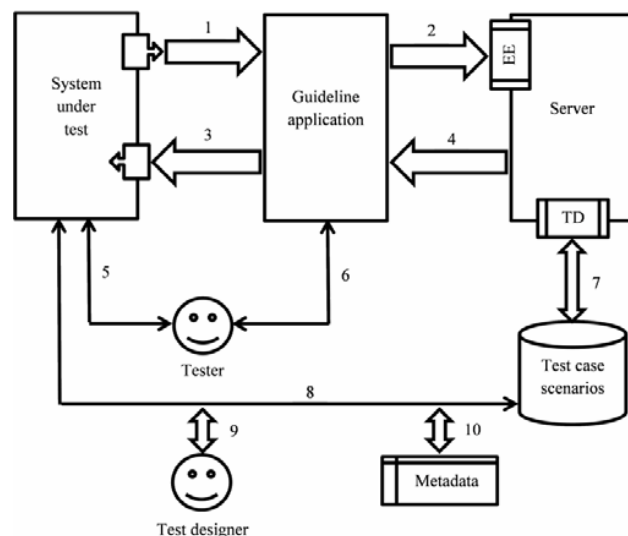 1
2
System
under
test
Guideline
application
EE
Server
3
4
TD
5
6
7
Tester
Test case
scenarios
8
9
10
Metadata
Test designer